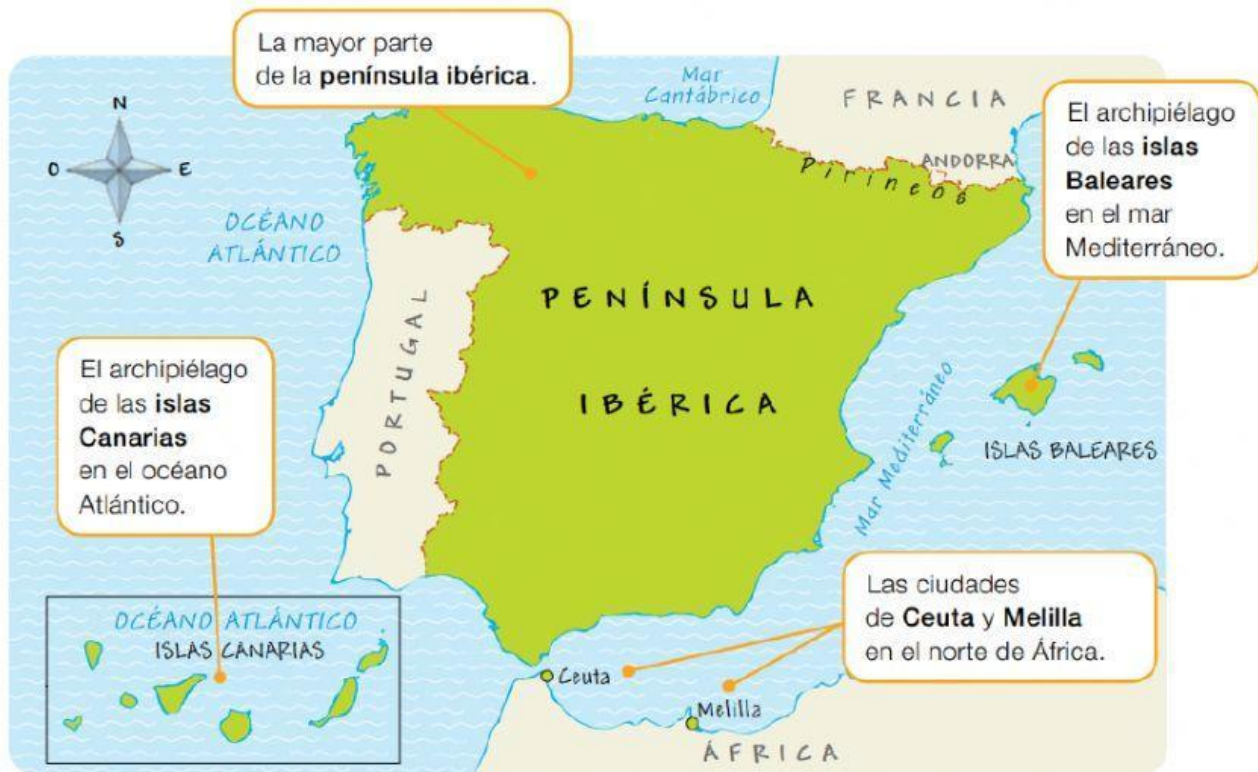 La mayor parte
de la península ibérica.
Mar
Cantábrico
FRANCIA
ANDORRA
Pirineos
El archipiélago
de las islas
Baleares
en el mar
Mediterráneo.
N
O
E
S
OCÉANO
ATLÁNTICO
PENÍNSULA
IBÉRICA
PORTUGAL
El archipiélago
de las islas
Canarias
en el océano
Atlántico.
Mar Mediterráneo
ISLAS BALEARES
Las ciudades
de Ceuta y Melilla
en el norte de África.
OCÉANO ATLÁNTICO
ISLAS CANARIAS
Ceuta
Melilla
ÁFRICA